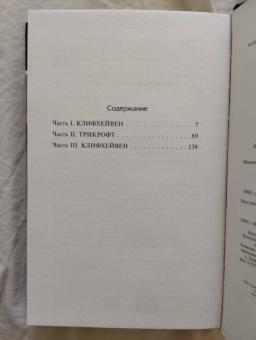 Содержание
Часть I. КЛИФХЕЙВЕН . . . . . . . . . . . . . . . . 7
Часть II. ТРИКРОФТ . . . . . . . . . . . . . . . . 69
Часть III. КЛИФХЕЙВЕН . . . . . . . . . . . . . 139